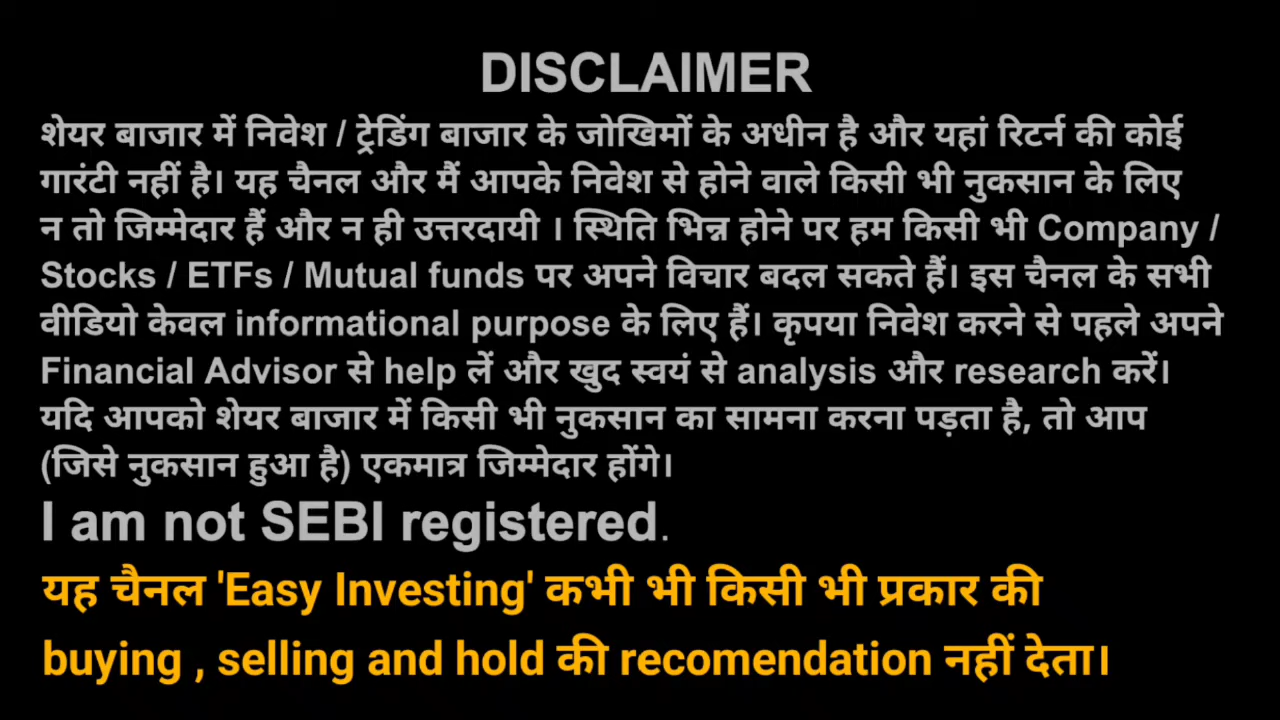 DISCLAIMER
शेयर बाजार में निवेश / ट्रेडिंग बाजार के जोखिमों के अधीन है और यहां रिटर्न की कोई
गारंटी नहीं है। यह चैनल और मैं आपके निवेश से होने वाले किसी भी नुकसान के लिए
न तो जिम्मेदार हैं और न ही उत्तरदायी । स्थिति भिन्न होने पर हम किसी भी Company /
Stocks / ETFs / Mutual funds पर अपने विचार बदल सकते हैं। इस चैनल के सभी
वीडियो केवल informational purpose के लिए हैं। कृपया निवेश करने से पहले अपने
Financial Advisor से help लें और खुद स्वयं से analysis और research करें।
यदि आपको शेयर बाजार में किसी भी नुकसान का सामना करना पड़ता है, तो आप
(जिसे नुकसान हुआ है) एकमात्र जिम्मेदार होंगे।
I am not SEBI registered.
यह चैनल 'Easy Investing' कभी भी किसी भी प्रकार की
buying , selling and hold की recomendation नहीं देता।